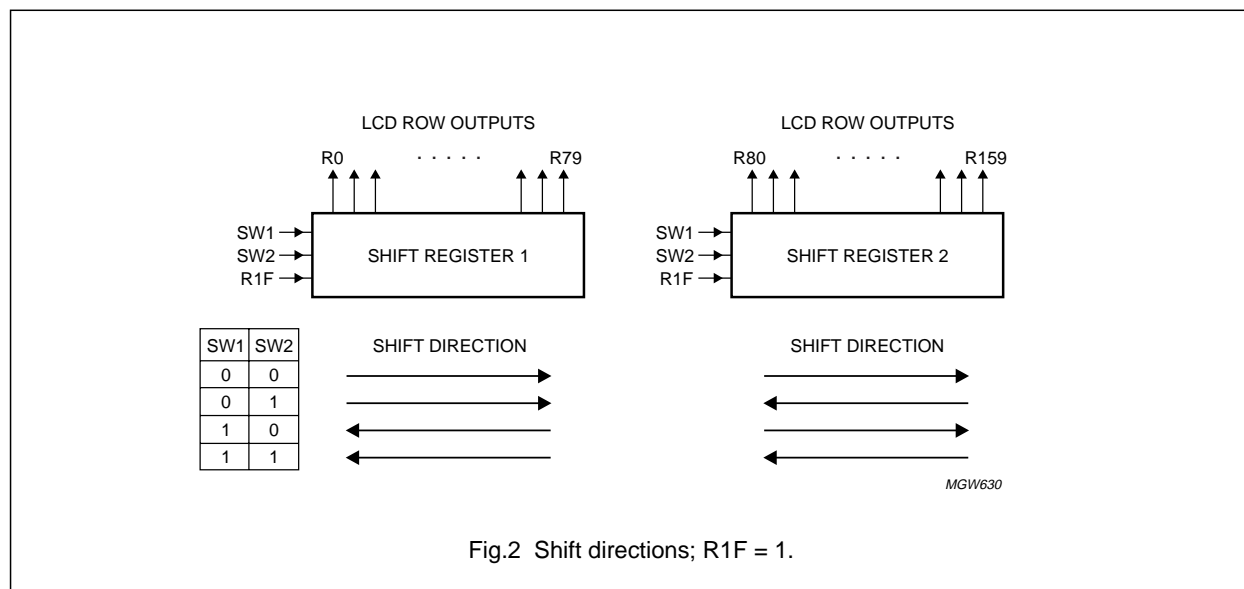 LCD ROW OUTPUTS
R0 . . . . . R79
SW1
SW2
R1F
SHIFT REGISTER 1
LCD ROW OUTPUTS
R80 . . . . . R159
SW1
SW2
R1F
SHIFT REGISTER 2
SW1 SW2
0 0
0 1
1 0
1 1
SHIFT DIRECTION
SHIFT DIRECTION
MGW630
Fig.2 Shift directions; R1F = 1.